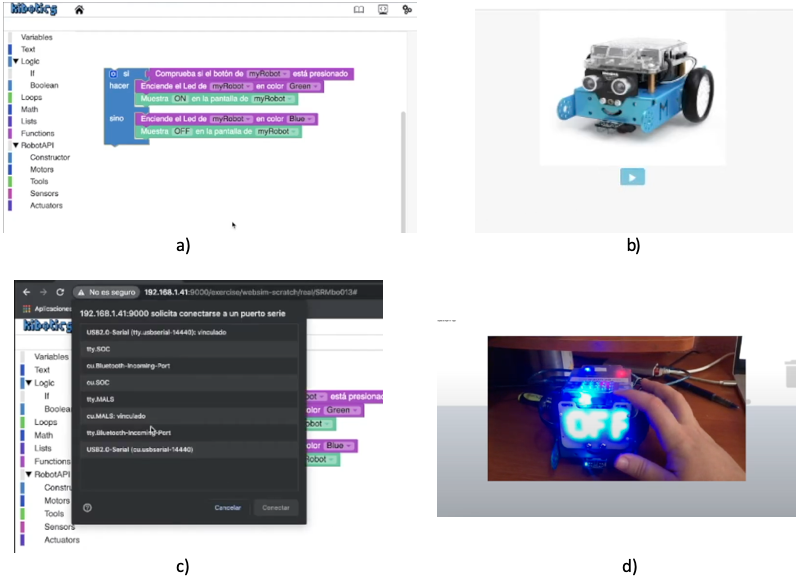 kibotics
Variables
Text
Logic
If
Boolean
Loops
Math
Lists
Functions
RobotAPI
Constructor
Motors
Tools
Sensors
Actuators
si Comprueba si el botón de myRobot está presionado
hacer Enciende el Led de myRobot en color Green
Muestra ON en la pantalla de myRobot
sino Enciende el Led de myRobot en color Blue
Muestra OFF en la pantalla de myRobot
a)
b)
No es seguro 192.168.1.41:9000/exercise/websim-scratch/real/SRMbo013#
Aplicaciones
kibotics
192.168.1.41:9000 solicita conectarse a un puerto serie
USB2.0-Serial (tty.usbserial-14440): vinculado
tty.SOC
cu.Bluetooth-Incoming-Port
cu.SOC
tty.MALS
cu.MALS: vinculado
tty.Bluetooth-Incoming-Port
USB2.0-Serial (cu.usbserial-14440)
Cancelar Conectar
Variables
Text
Logic
If
Boolea
Loops
Math
Lists
Functions
RobotAPI
Constru
Motors
Tools
Sensors
Actuators
bot está presionado
olor Green
obot
olor Blue
Robot
c)
OFF
d)